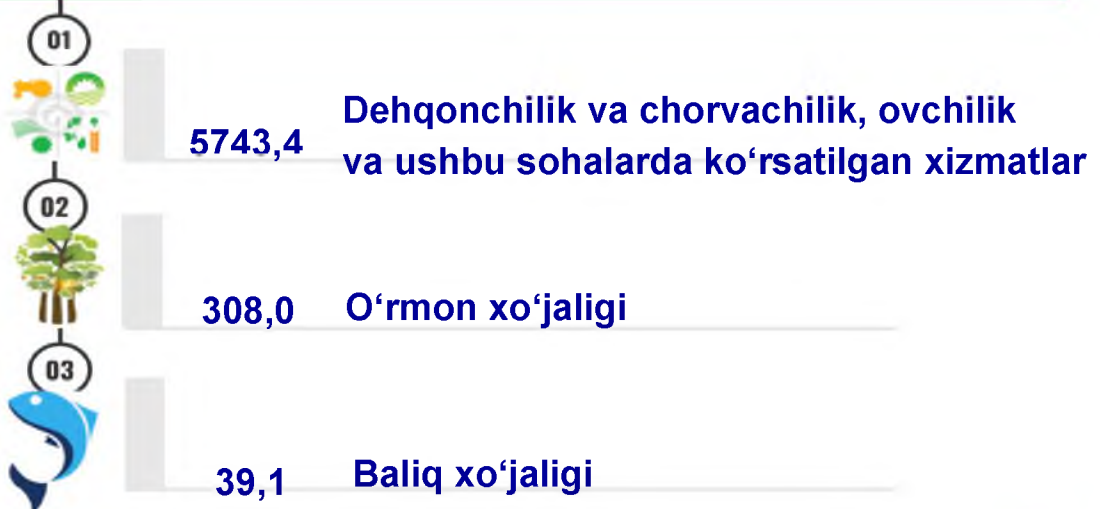 01
5743,4
Dehqonchilik va chorvachilik, ovchilik
va ushbu sohalarda ko‘rsatilgan xizmatlar
02
308,0 O‘rmon xo‘jaligi
03
39,1 Baliq xo‘jaligi